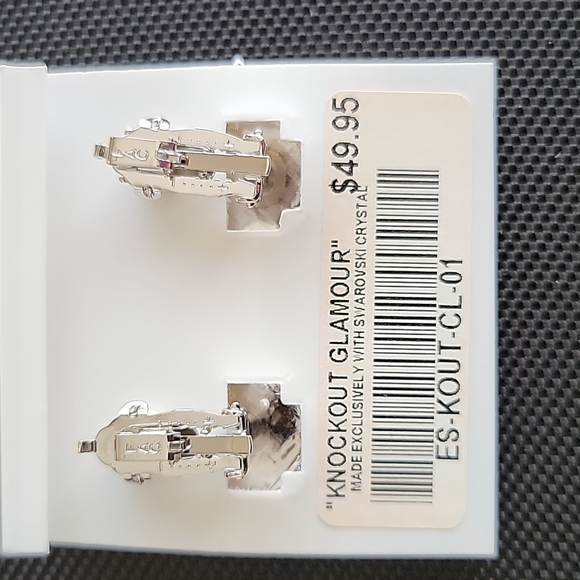 "KNOCKOUT GLAMOUR" $49.95
MADE EXCLUSIVELY WITH SWAROVSKI CRYSTAL
ES-KOUT-CL-01